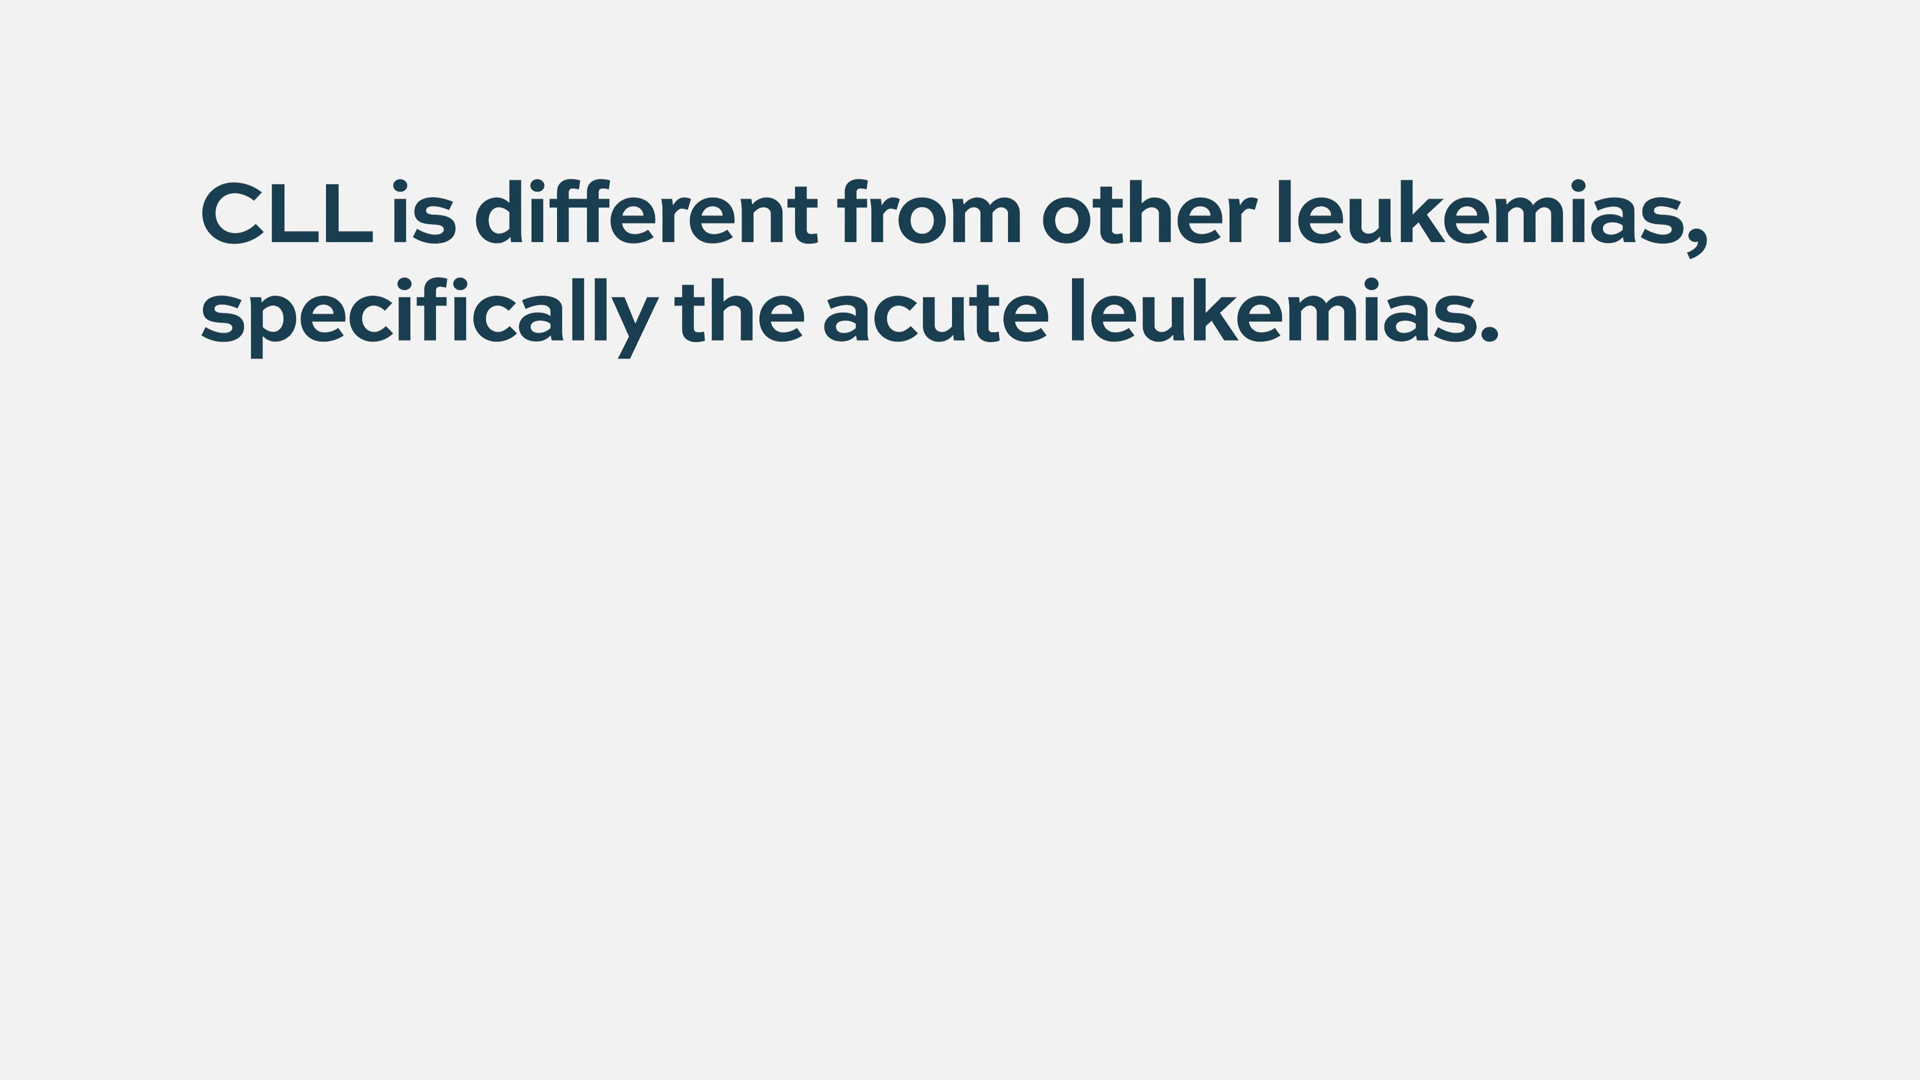 CLL is different from other leukemias,
specifically the acute leukemias.